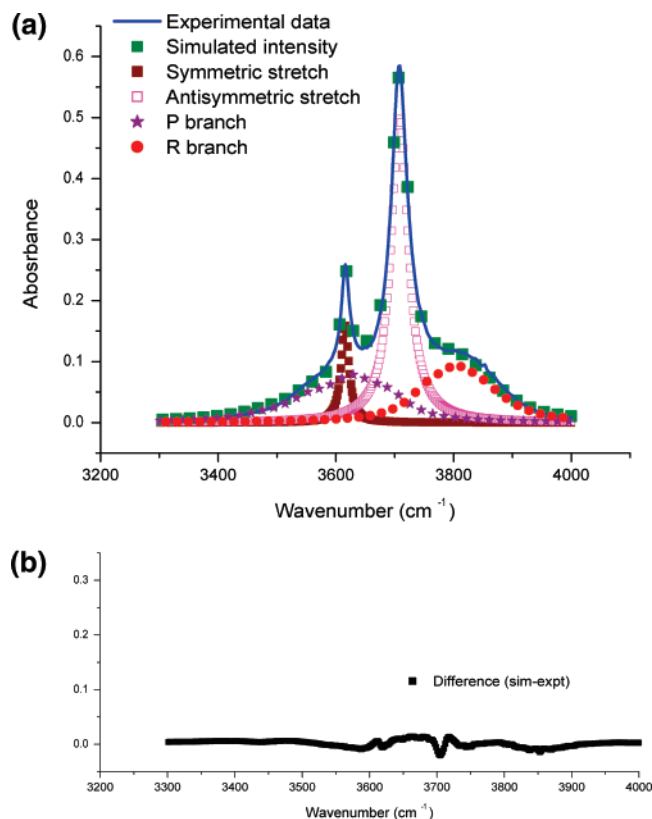 (a)
Experimental data
Simulated intensity
Symmetric stretch
Antisymmetric stretch
P branch
R branch
0.6
0.5
0.4
0.3
0.2
0.1
0.0
Abosrbance
3200 3400 3600 3800 4000
Wavenumber (cm -1)
(b)
0.3
0.2
0.1
0.0
Abosrbance
Difference (sim-expt)
3200 3300 3400 3500 3600 3700 3800 3900 4000
Wavenumber (cm -1)